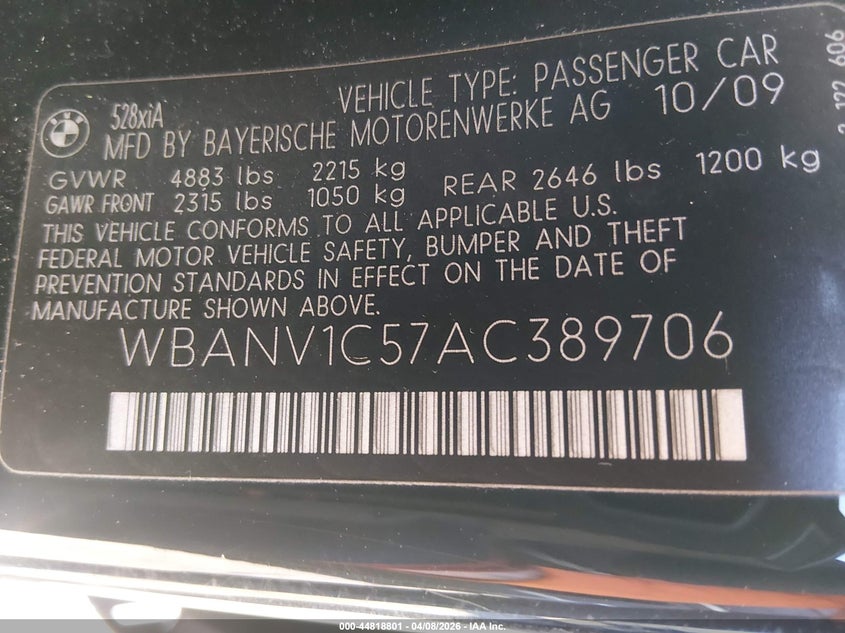 528xiA
VEHICLE TYPE: PASSENGER CAR
MFD BY BAYERISCHE MOTORENWERKE AG 10/09
GVWR 4883 lbs 2215 kg
GAWR FRONT 2315 lbs 1050 kg REAR 2646 lbs 1200 kg
THIS VEHICLE CONFORMS TO ALL APPLICABLE U.S.
FEDERAL MOTOR VEHICLE SAFETY, BUMPER AND THEFT
PREVENTION STANDARDS IN EFFECT ON THE DATE OF
MANUFACTURE SHOWN ABOVE.
WBANV1C57AC389706
122 606
000-44818801 - 04/08/2026 - IAA Inc.